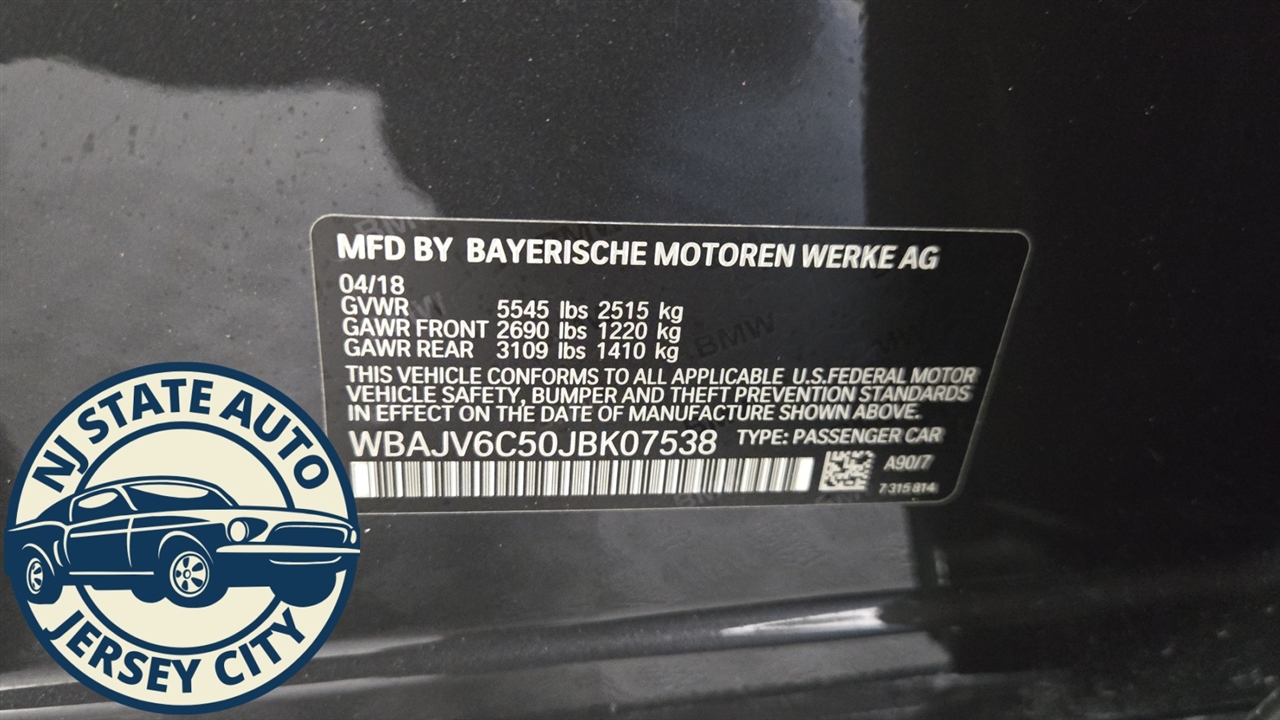 MFD BY BAYERISCHE MOTOREN WERKE AG
04/18
GVWR 5545 lbs 2515 kg
GAWR FRONT 2690 lbs 1220 kg
GAWR REAR 3109 lbs 1410 kg
THIS VEHICLE CONFORMS TO ALL APPLICABLE U.S.FEDERAL MOTOR
VEHICLE SAFETY, BUMPER AND THEFT PREVENTION STANDARDS
IN EFFECT ON THE DATE OF MANUFACTURE SHOWN ABOVE.
WBAJV6C50JBK07538 TYPE: PASSENGER CAR
A90/7
7 315 814
NJ STATE AUTO
JERSEY CITY